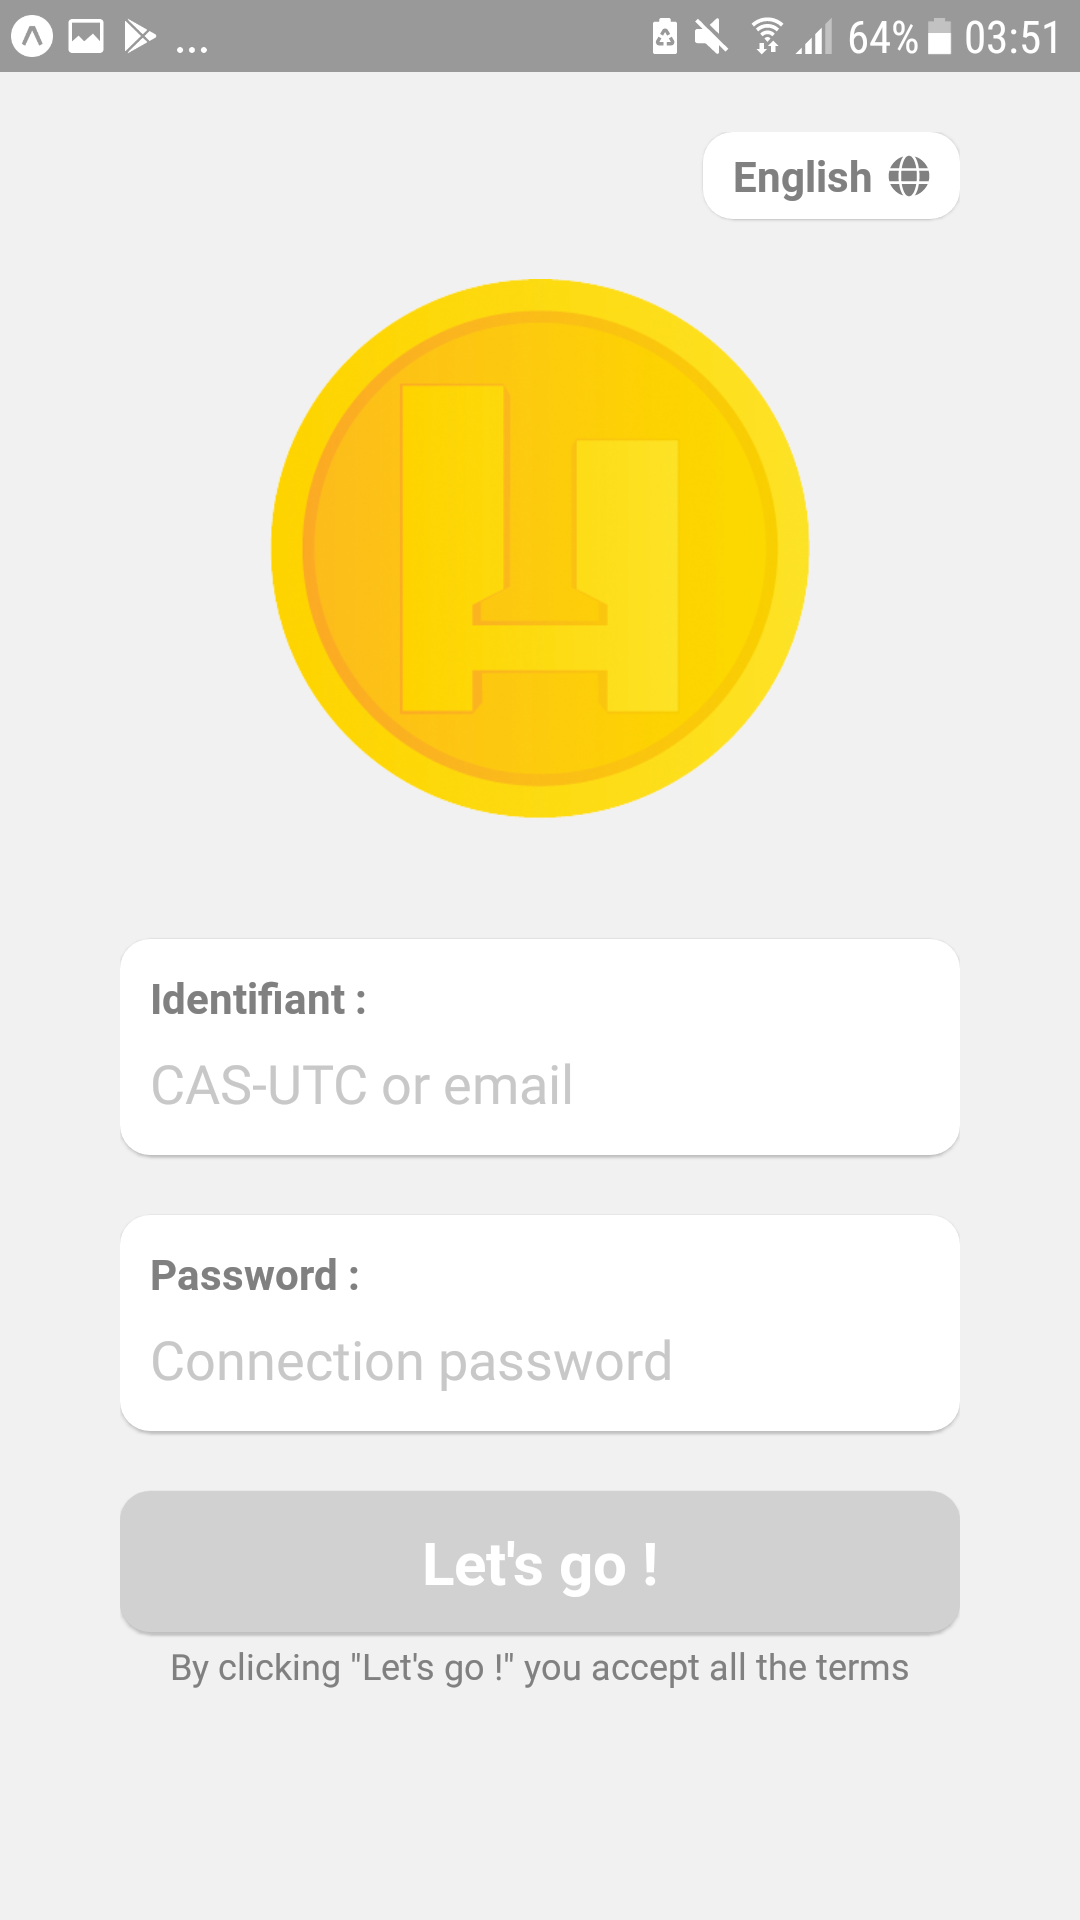 ... 64% 03:51
English
Identifiant :
CAS-UTC or email
Password :
Connection password
Let's go !
By clicking "Let's go !" you accept all the terms